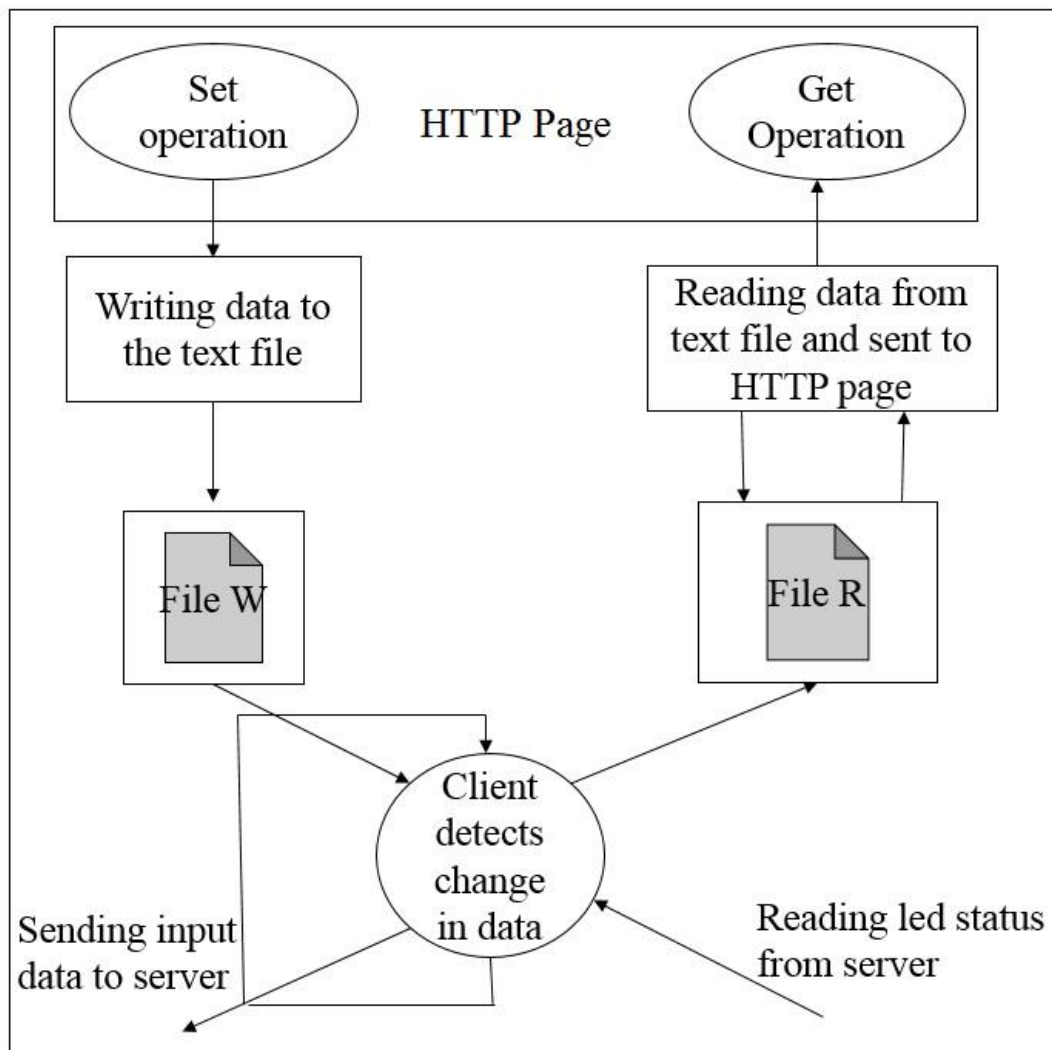 Set
operation
HTTP Page
Get
Operation
Writing data to
the text file
Reading data from
text file and sent to
HTTP page
File W
File R
Client
detects
change
in data
Sending input
data to server
Reading led status
from server